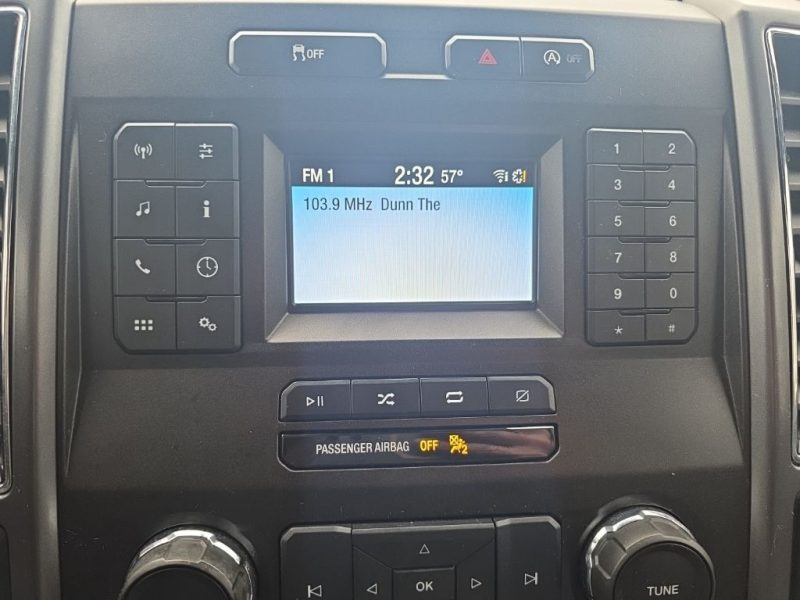 OFF
A OFF
FM 1 2:32 57°
103.9 MHz Dunn The
i
1 2
3 4
5 6
7 8
9 0
* #
PASSENGER AIRBAG OFF 2
OK
TUNE